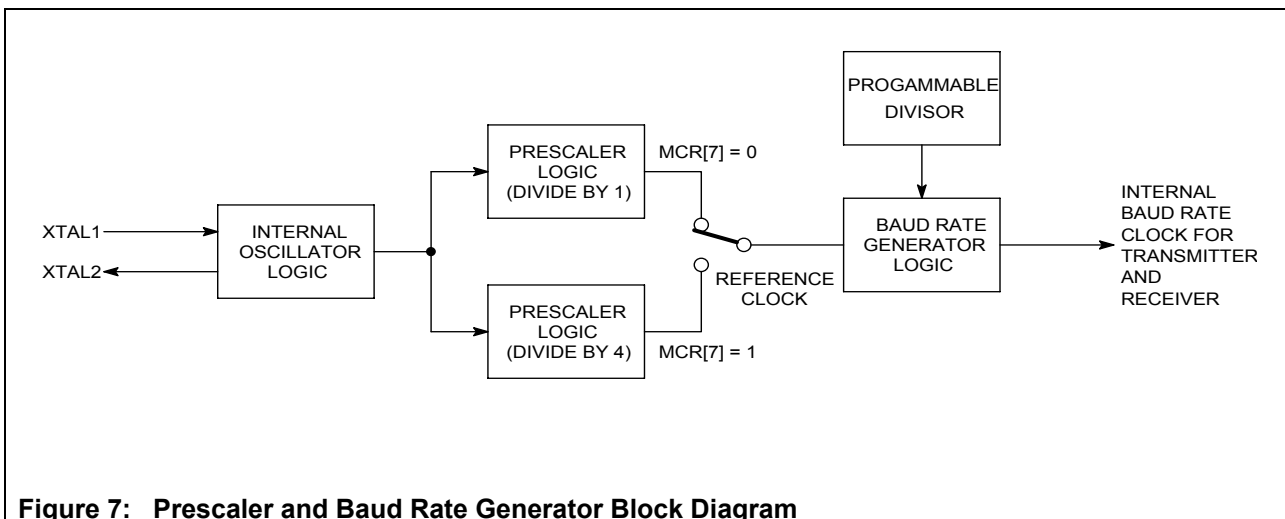 XTAL1
XTAL2
INTERNAL
OSCILLATOR
LOGIC
PRESCALER
LOGIC
(DIVIDE BY 1)
MCR[7] = 0
PRESCALER
LOGIC
(DIVIDE BY 4)
MCR[7] = 1
REFERENCE
CLOCK
PROGAMMABLE
DIVISOR
BAUD RATE
GENERATOR
LOGIC
INTERNAL
BAUD RATE
CLOCK FOR
TRANSMITTER
AND
RECEIVER
Figure 7: Prescaler and Baud Rate Generator Block Diagram